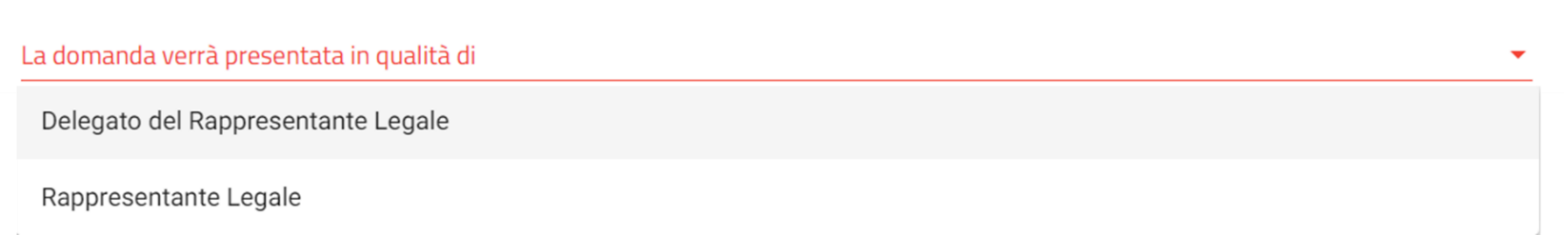 La domanda verrà presentata in qualità di
Delegato del Rappresentante Legale
Rappresentante Legale